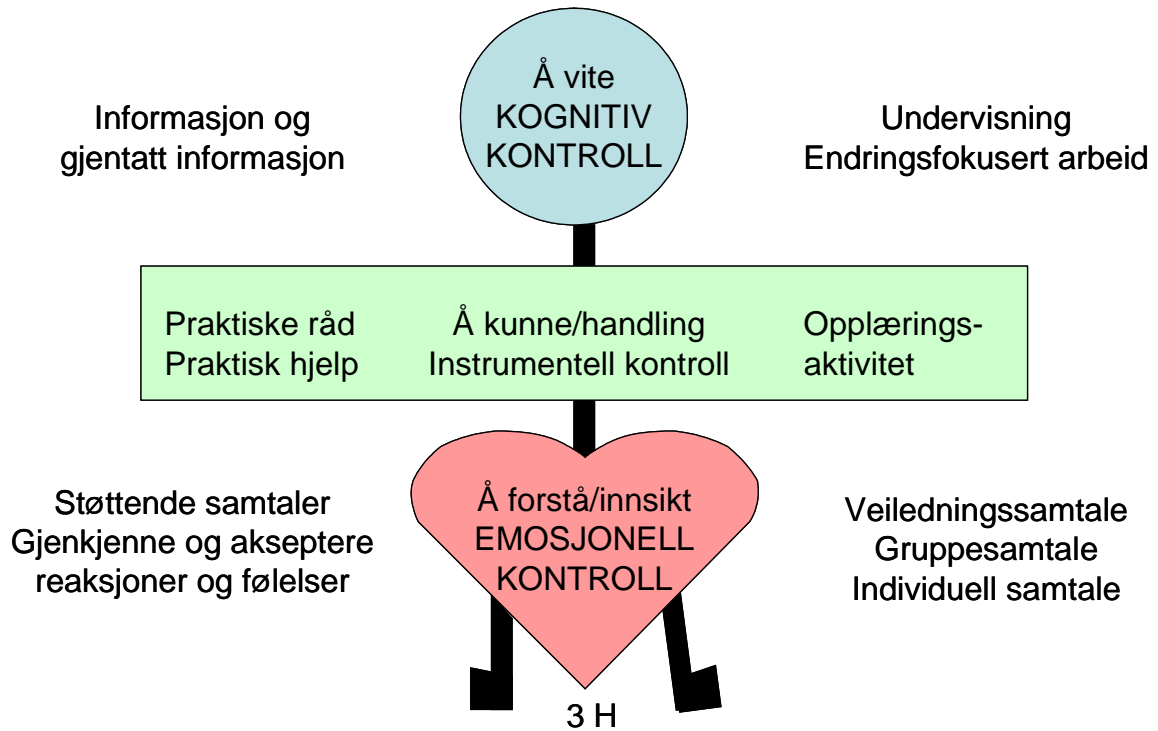 Å vite
KOGNITIV
KONTROLL
Informasjon og
gjentatt informasjon
Undervisning
Endringsfokusert arbeid
Praktiske råd
Praktisk hjelp
Å kunne/handling
Instrumentell kontroll
Opplærings-
aktivitet
Støttende samtaler
Gjenkjenne og akseptere
reaksjoner og følelser
Å forstå/innsikt
EMOSJONELL
KONTROLL
Veiledningssamtale
Gruppesamtale
Individuell samtale
3 H